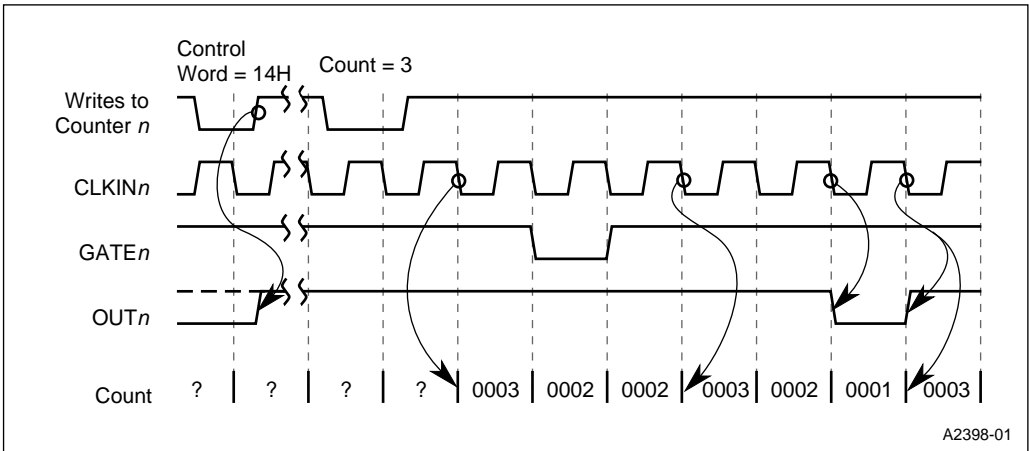 Control
Word = 14H
Count = 3
Writes to
Counter n
CLKINn
GATEn
OUTn
Count ? ? ? ? 0003 0002 0002 0003 0002 0001 0003
A2398-01